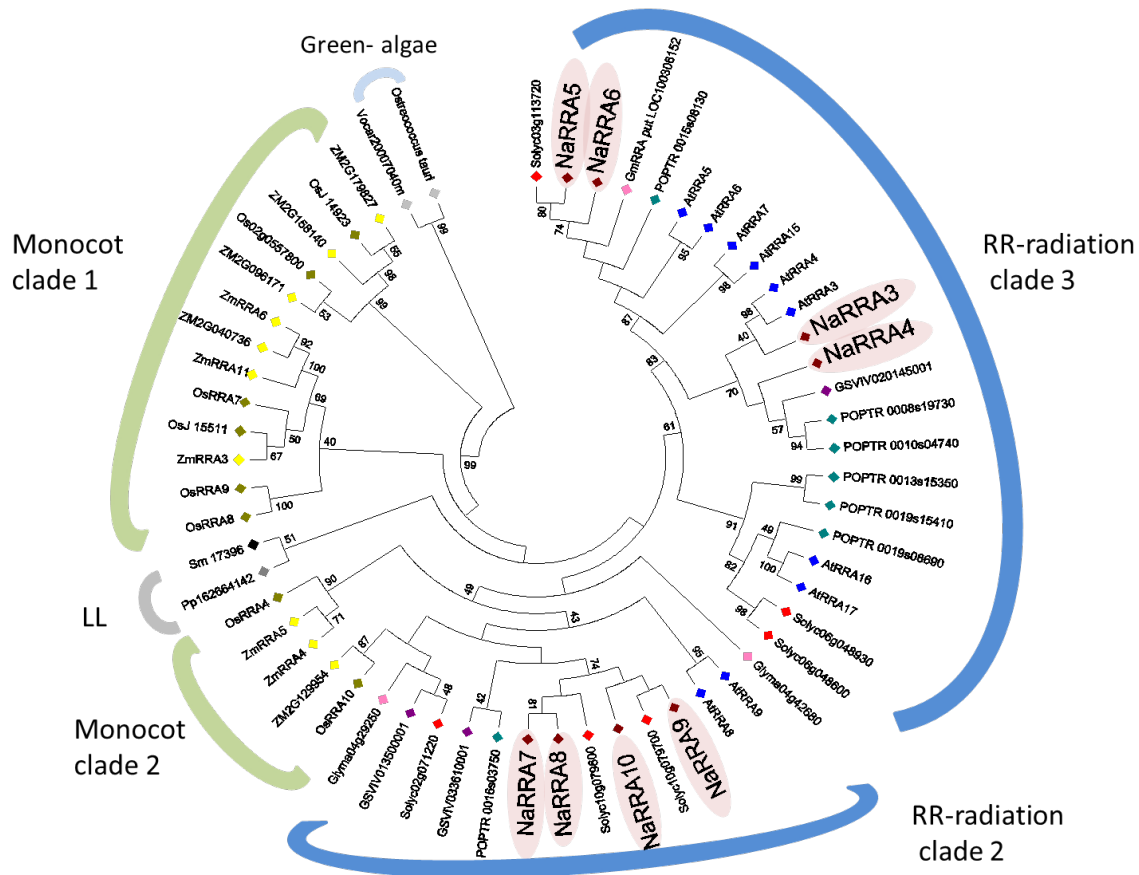 Green- algae
Ostreococcus tauri
Vocar20007040m
ZM2G179827
OsJ 14923
ZM2G158140
Os02g0557800
ZM2G096171
ZmRRA6
ZM2G040736
ZmRRA11
OsRRA7
OsJ 15511
ZmRRA3
OsRRA9
OsRRA8
Sm 17396
Pp162664142
OsRRA4
ZmRRA5
ZmRRA4
ZM2G129954
OsRRA10
Glyma04g29250
GSVIV013500001
Solyc02g071220
GSVIV033610001
POPTR 0016s03750
NaRRA7
NaRRA8
Solyc10g079600
NaRRA10
Solyc10g079700
NaRRA9
AtRRA8
AtRRA9
Glyma04g42680
Solyc06g048600
Solyc06g048930
AtRRA17
AtRRA16
POPTR 0019s08690
POPTR 0019s15410
POPTR 0013s15350
POPTR 0010s04740
POPTR 0008s19730
GSVIV020145001
NaRRA4
NaRRA3
AtRRA3
AtRRA4
AtRRA15
AtRRA7
AtRRA6
AtRRA5
POPTR 0015s08130
GmRRA put LOC100306152
NaRRA6
NaRRA5
Solyc03g113720
Monocot
clade 1
LL
Monocot
clade 2
RR-radiation
clade 3
RR-radiation
clade 2
99
55
98
99
53
92
100
69
50
67
40
100
51
90
71
87
48
42
81
74
95
43
49
99
80
74
95
98
87
98
40
83
70
57
94
61
99
91
49
82
100
98